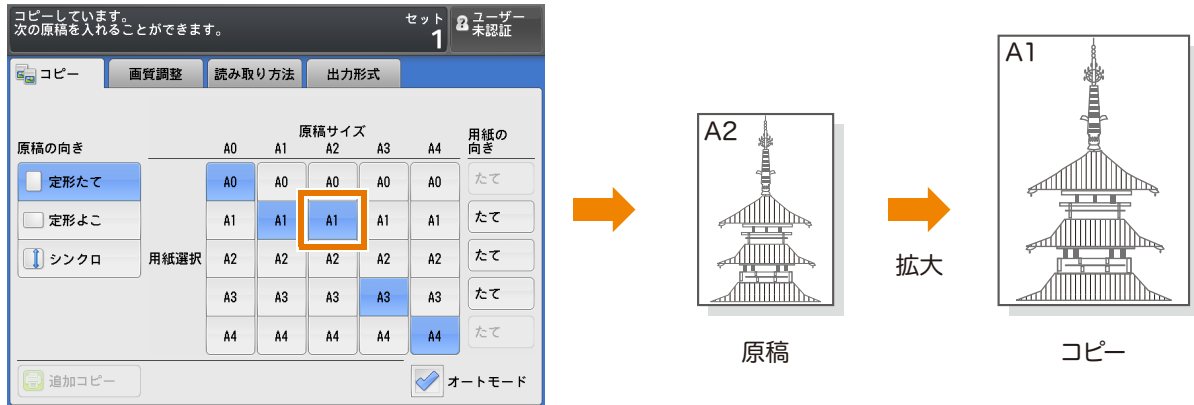 コピーしています。
次の原稿を入れることができます。
セット
1
ユーザー
未認証
コピー
画質調整
読み取り方法
出力形式
原稿サイズ
用紙の
向き
原稿の向き
A0 A1 A2 A3 A4
定形たて
A0 A0 A0 A0 A0 たて
定形よこ
A1 A1 A1 A1 A1 たて
シンクロ
用紙選択
A2 A2 A2 A2 A2 たて
A3 A3 A3 A3 A3 たて
A4 A4 A4 A4 A4 たて
追加コピー
オートモード
A2
原稿
拡大
A1
コピー